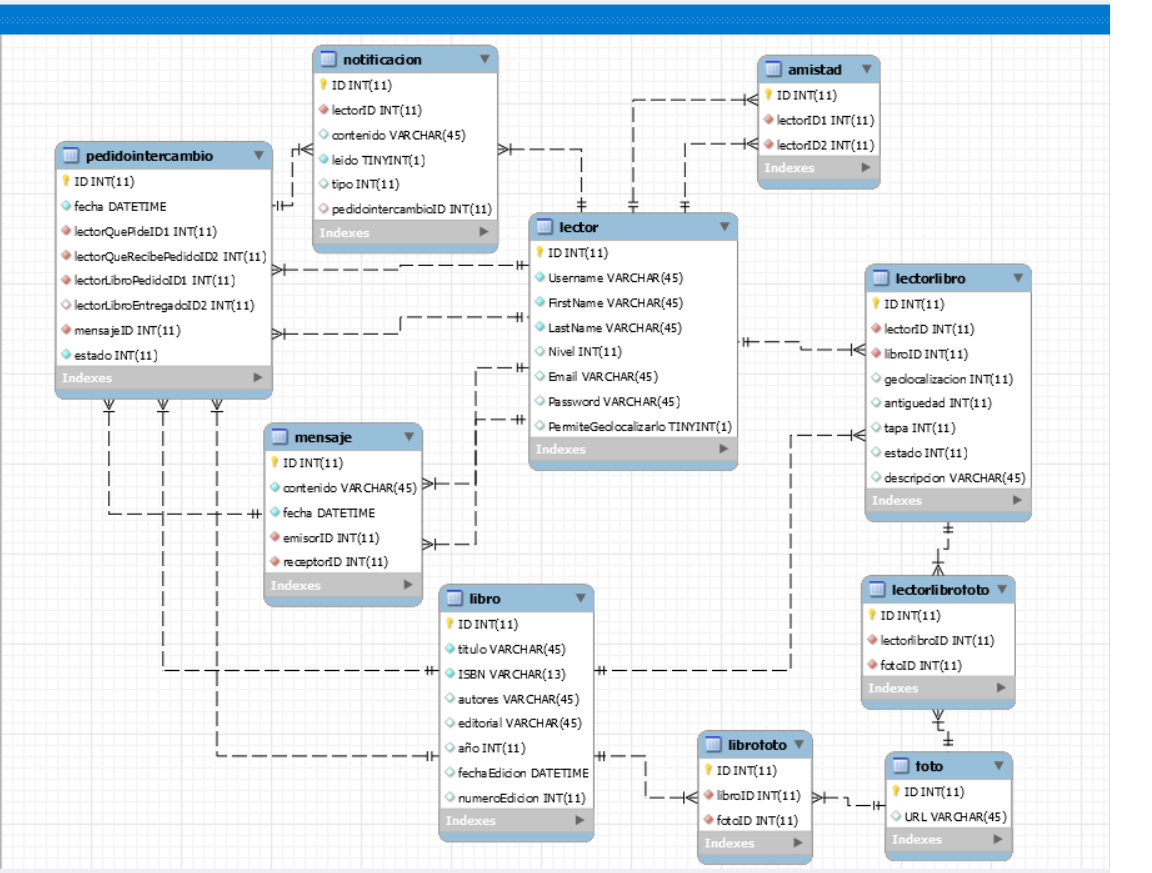 notificacion
ID INT(11)
lectorID INT(11)
contenido VARCHAR(45)
leido TINYINT(1)
tipo INT(11)
pedidointercambioID INT(11)
Indexes
amistad
ID INT(11)
lectorID1 INT(11)
lectorID2 INT(11)
Indexes
pedidointercambio
ID INT(11)
fecha DATETIME
lectorQuePideID1 INT(11)
lectorQueRecibePedidoID2 INT(11)
lectorLibroPedidoID1 INT(11)
lectorLibroEntregadoID2 INT(11)
mensajeID INT(11)
estado INT(11)
Indexes
lector
ID INT(11)
Username VARCHAR(45)
FirstName VARCHAR(45)
LastName VARCHAR(45)
Nivel INT(11)
Email VARCHAR(45)
Password VARCHAR(45)
PermiteGeolocalizarlo TINYINT(1)
Indexes
lectorlibro
ID INT(11)
lectorID INT(11)
libroID INT(11)
geolocalizacion INT(11)
antiguedad INT(11)
tapa INT(11)
estado INT(11)
descripcion VARCHAR(45)
Indexes
mensaje
ID INT(11)
contenido VARCHAR(45)
fecha DATETIME
emisorID INT(11)
receptorID INT(11)
Indexes
libro
ID INT(11)
titulo VARCHAR(45)
ISBN VARCHAR(13)
autores VARCHAR(45)
editorial VARCHAR(45)
año INT(11)
fechaEdicion DATETIME
numeroEdicion INT(11)
Indexes
lectorlibrofoto
ID INT(11)
lectorlibroID INT(11)
fotoID INT(11)
Indexes
librofoto
ID INT(11)
libroID INT(11)
fotoID INT(11)
Indexes
foto
ID INT(11)
URL VARCHAR(45)
Indexes